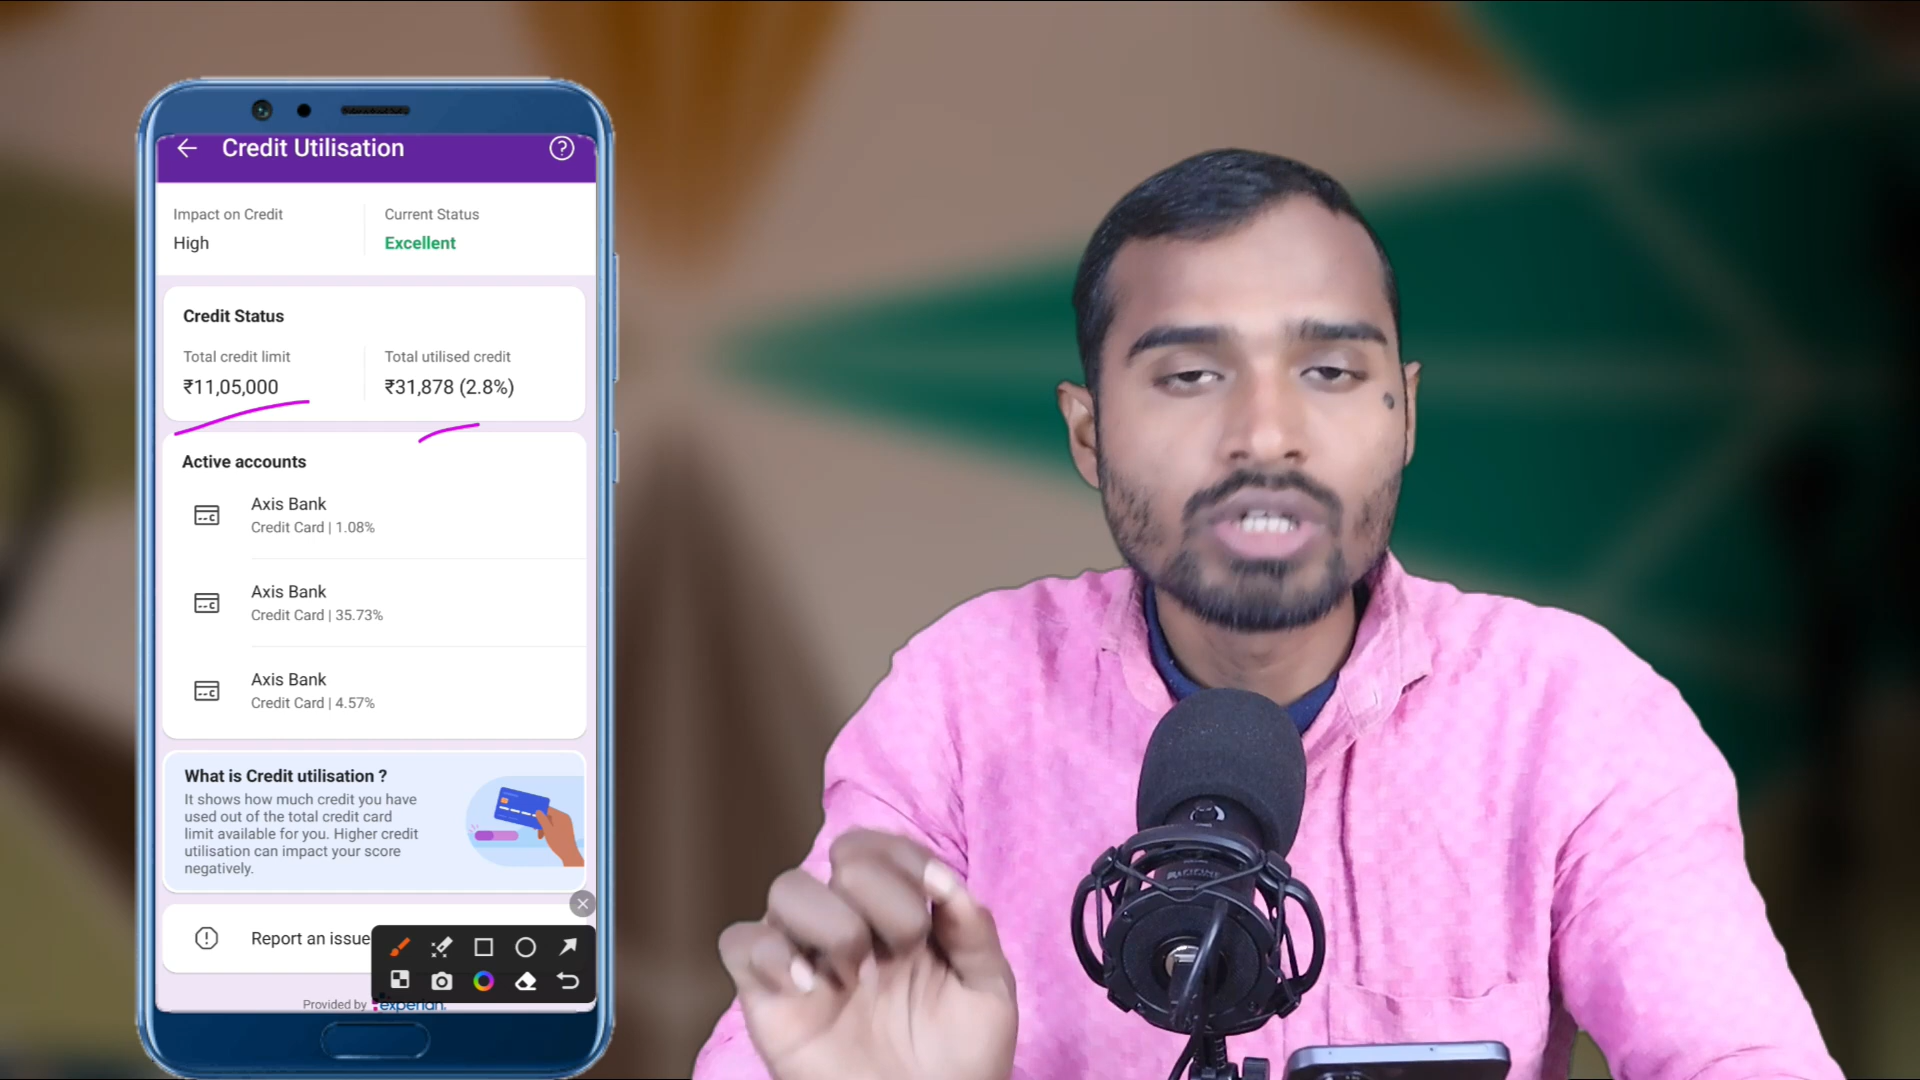 Credit Utilisation
Impact on Credit
High
Current Status
Excellent
Credit Status
Total credit limit
₹11,05,000
Total utilised credit
₹31,878 (2.8%)
Active accounts
Axis Bank
Credit Card | 1.08%
Axis Bank
Credit Card | 35.73%
Axis Bank
Credit Card | 4.57%
What is Credit utilisation ?
It shows how much credit you have
used out of the total credit card
limit available for you. Higher credit
utilisation can impact your score
negatively.
Report an issue
Provided by experian.